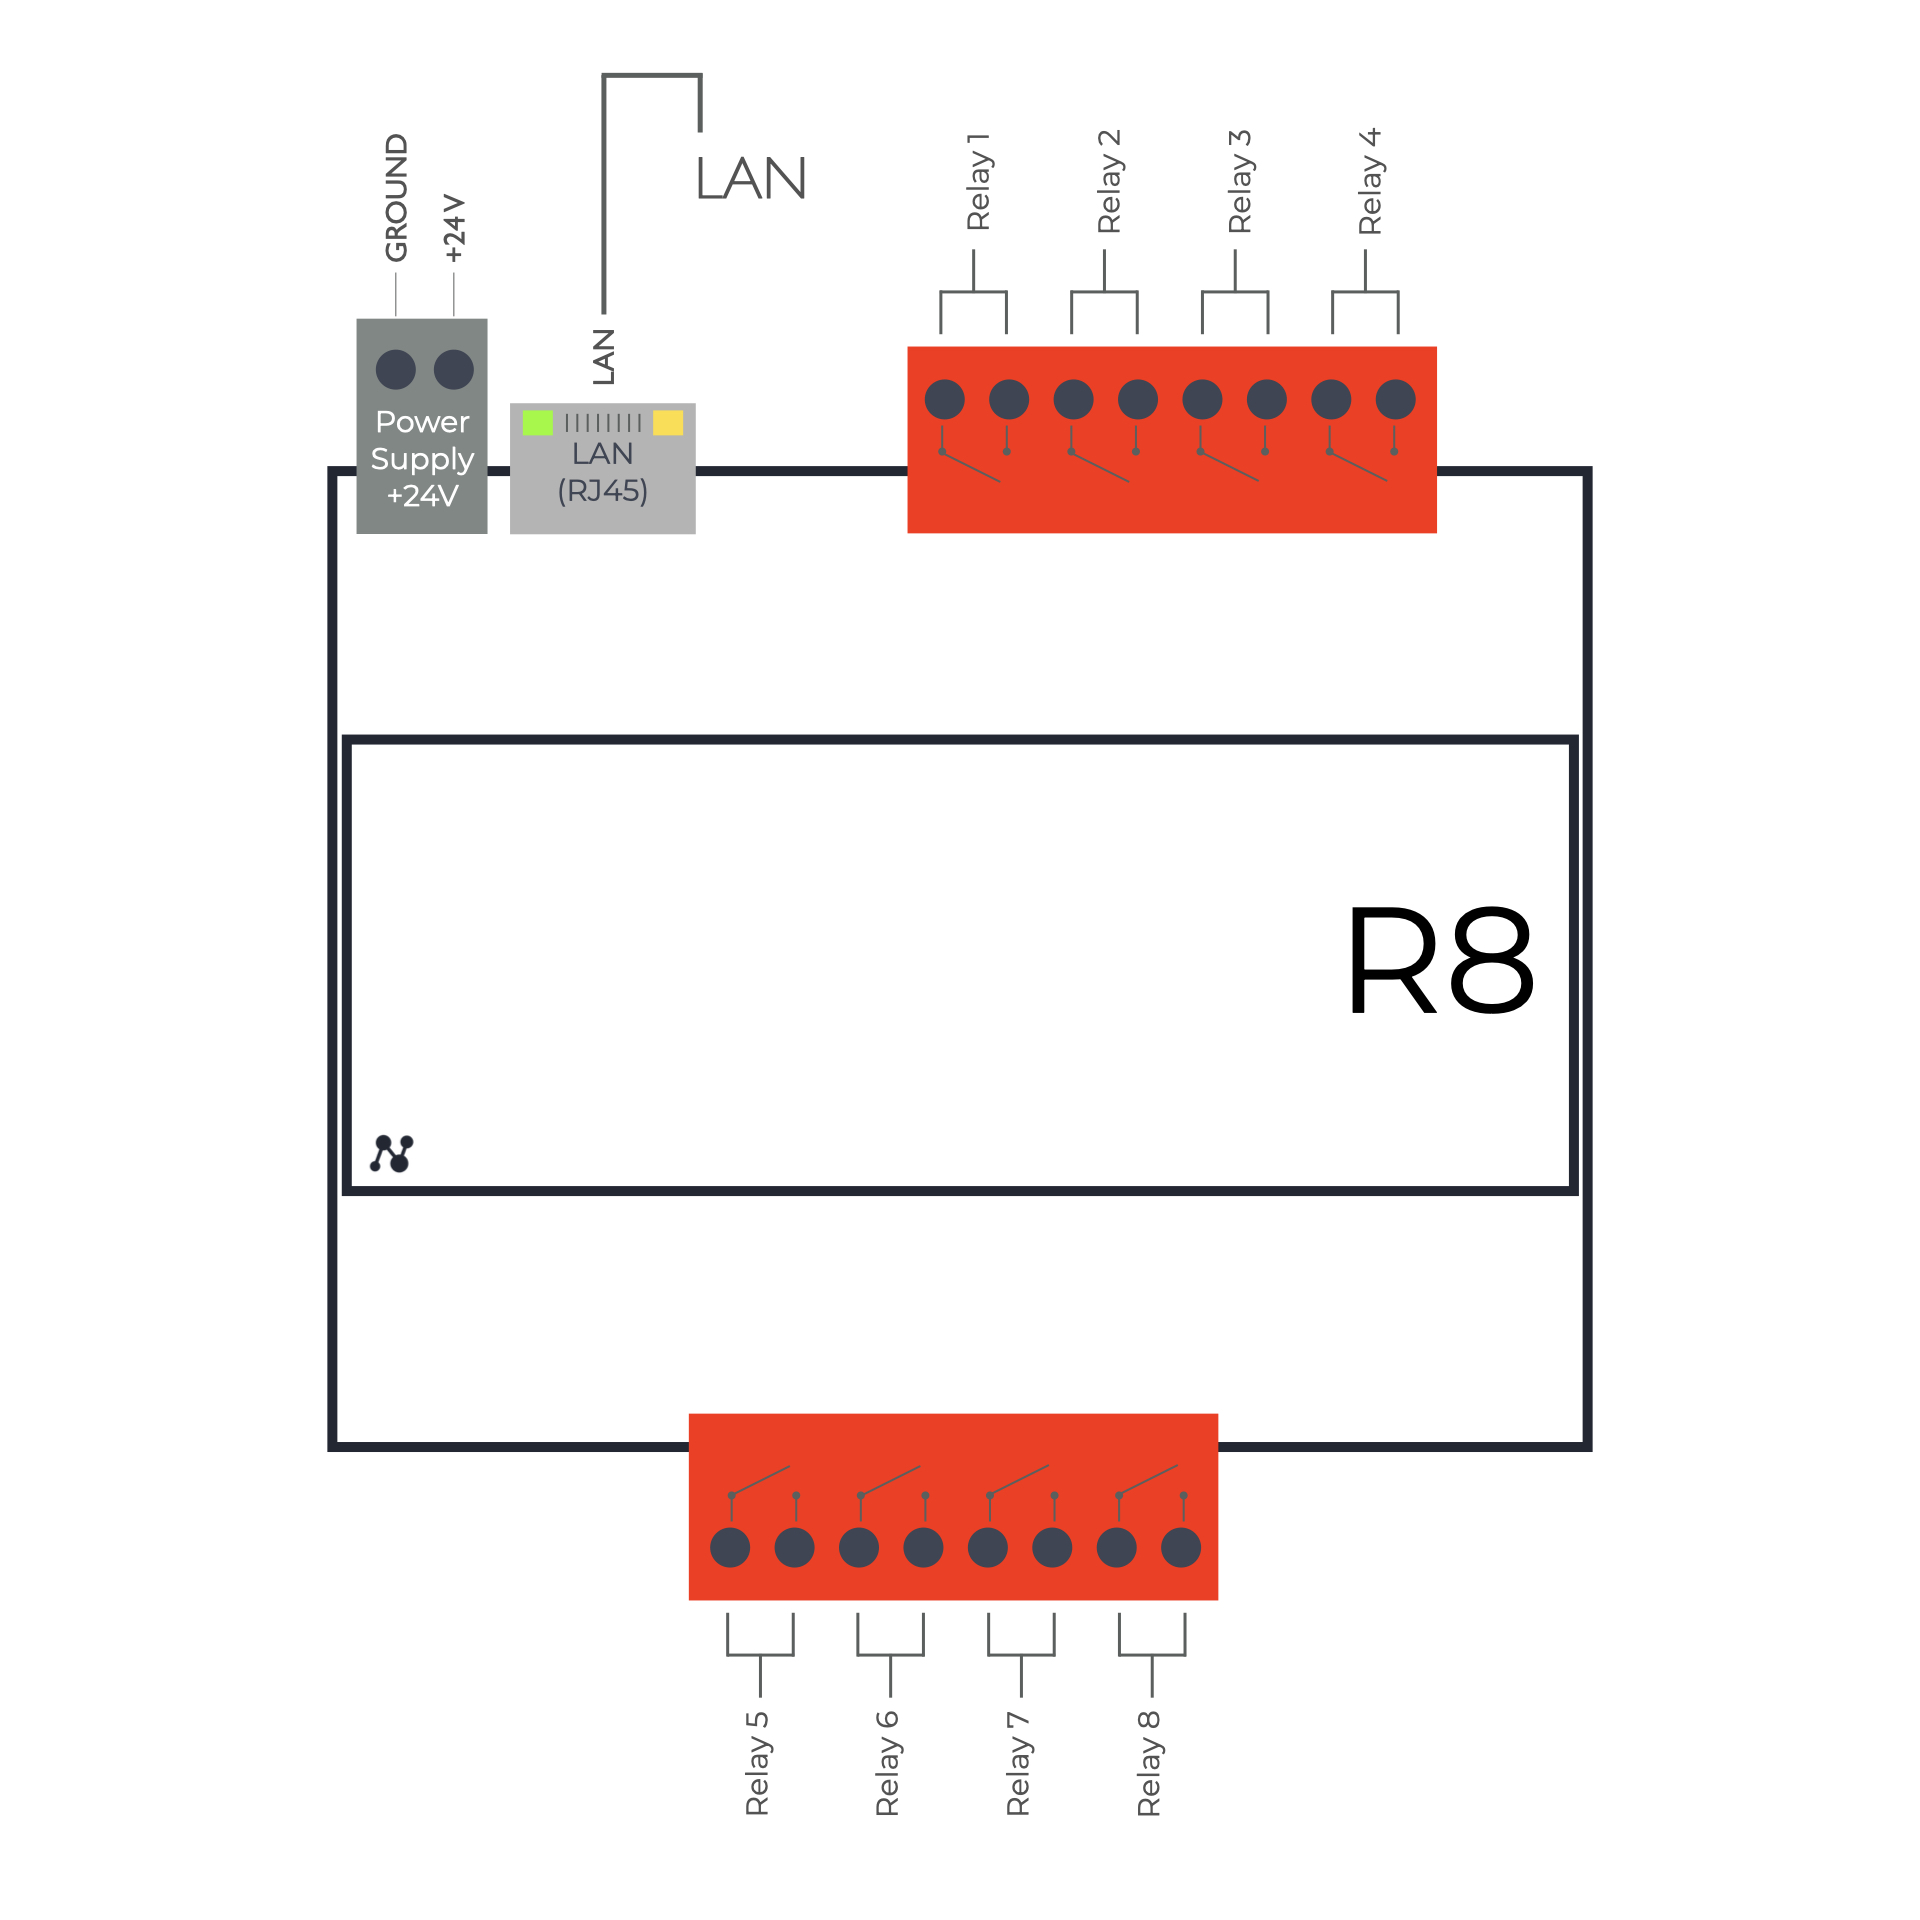 GROUND
+24V
LAN
LAN
Relay 1
Relay 2
Relay 3
Relay 4
Power
Supply
+24V
LAN
(RJ45)
R8
Relay 5
Relay 6
Relay 7
Relay 8